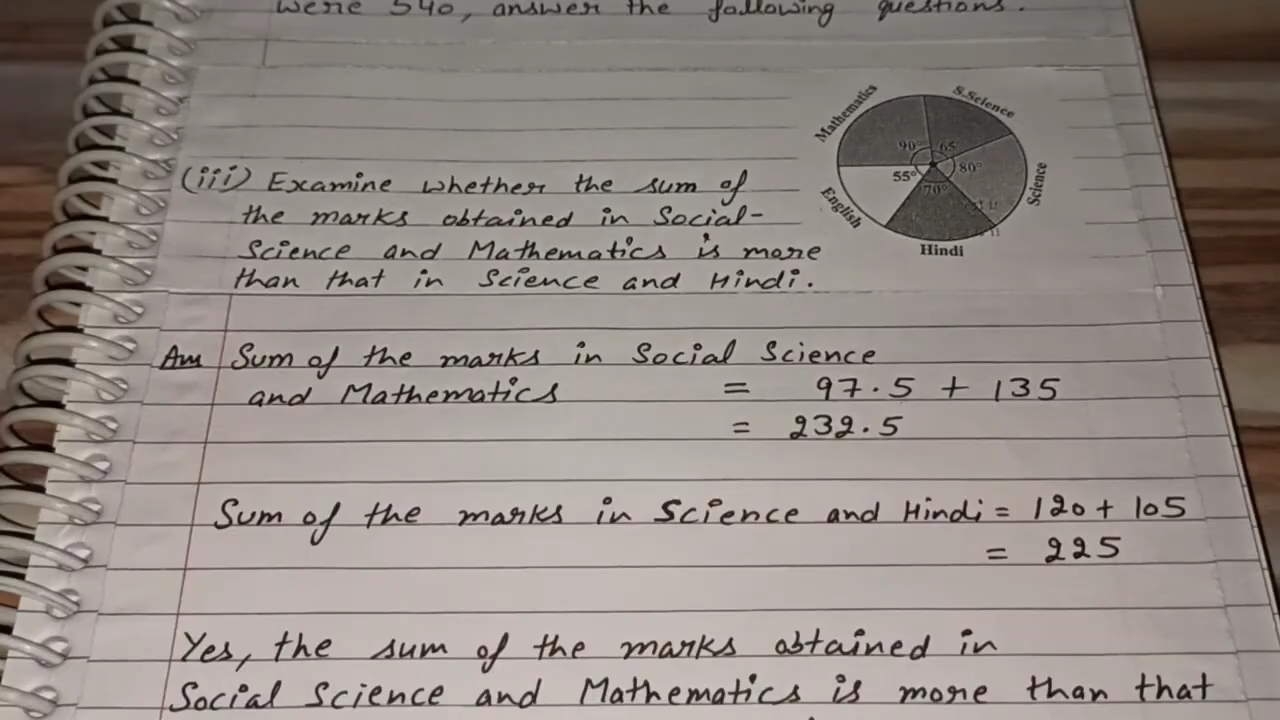 were 540, answer the following questions.
Mathematics
S.Science
90°
65°
80°
Science
55°
70°
English
Hindi
(iii) Examine whether the sum of
the marks obtained in Social-
Science and Mathematics is more
than that in Science and Hindi.
Ans Sum of the marks in Social Science
and Mathematics = 97.5 + 135
= 232.5
Sum of the marks in Science and Hindi = 120 + 105
= 225
Yes, the sum of the marks obtained in
Social Science and Mathematics is more than that